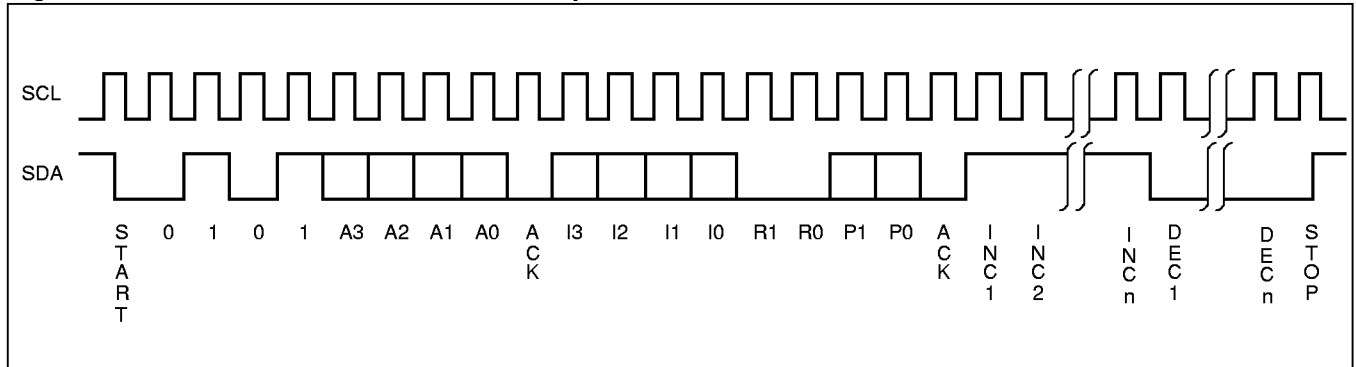 SCL
SDA
START 0 1 0 1 A3 A2 A1 A0 ACK I3 I2 I1 I0 R1 R0 P1 P0 ACK INC1 INC2 INCn DEC1 DECn STOP